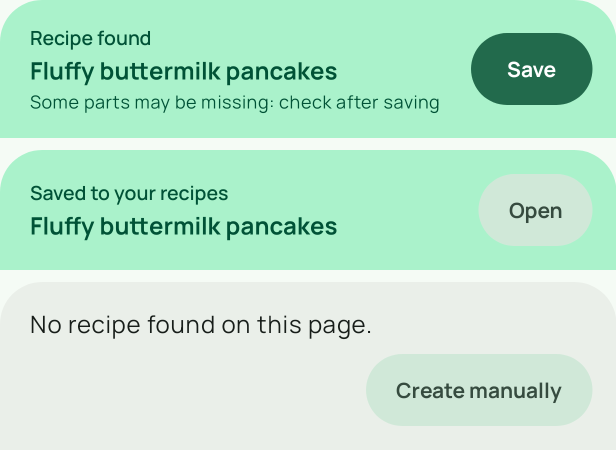 Recipe found
Fluffy buttermilk pancakes
Some parts may be missing: check after saving
Save
Saved to your recipes
Fluffy buttermilk pancakes
Open
No recipe found on this page.
Create manually